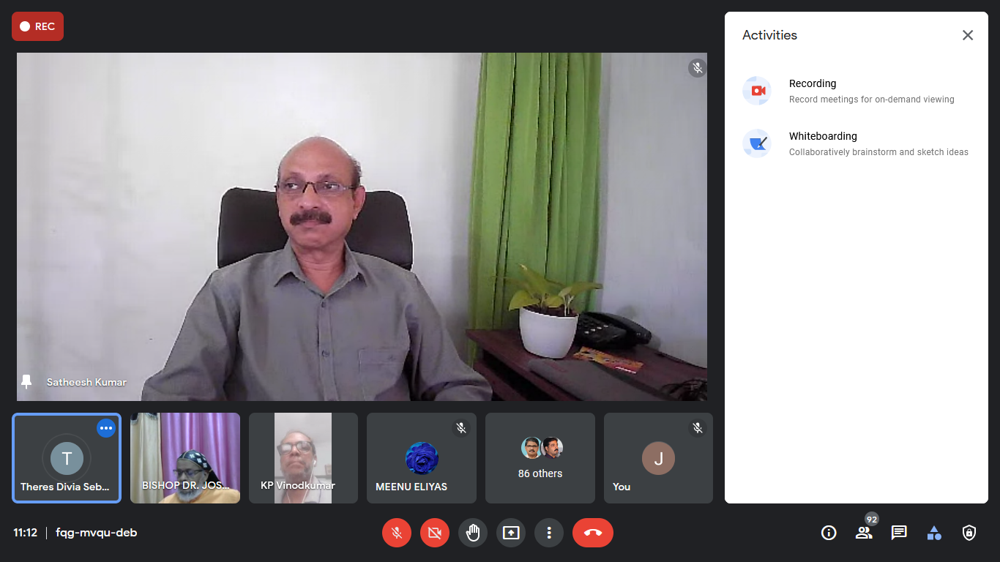 REC
Activities
Recording
Record meetings for on-demand viewing
Whiteboarding
Collaboratively brainstorm and sketch ideas
Satheesh Kumar
T
Theres Divia Seb...
BISHOP DR. JOS...
KP Vinodkumar
MEENU ELIYAS
86 others
J
You
11:12 | fqg-mvqu-deb
92